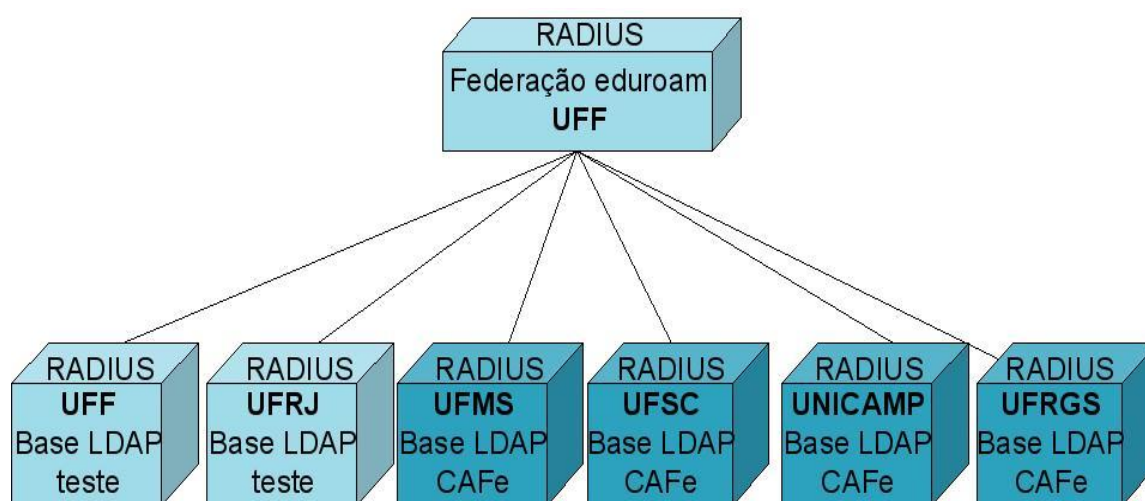 RADIUS
Federação eduroam
UFF
RADIUS
UFF
Base LDAP
teste
RADIUS
UFRJ
Base LDAP
teste
RADIUS
UFMS
Base LDAP
CAFe
RADIUS
UFSC
Base LDAP
CAFe
RADIUS
UNICAMP
Base LDAP
CAFe
RADIUS
UFRGS
Base LDAP
CAFe